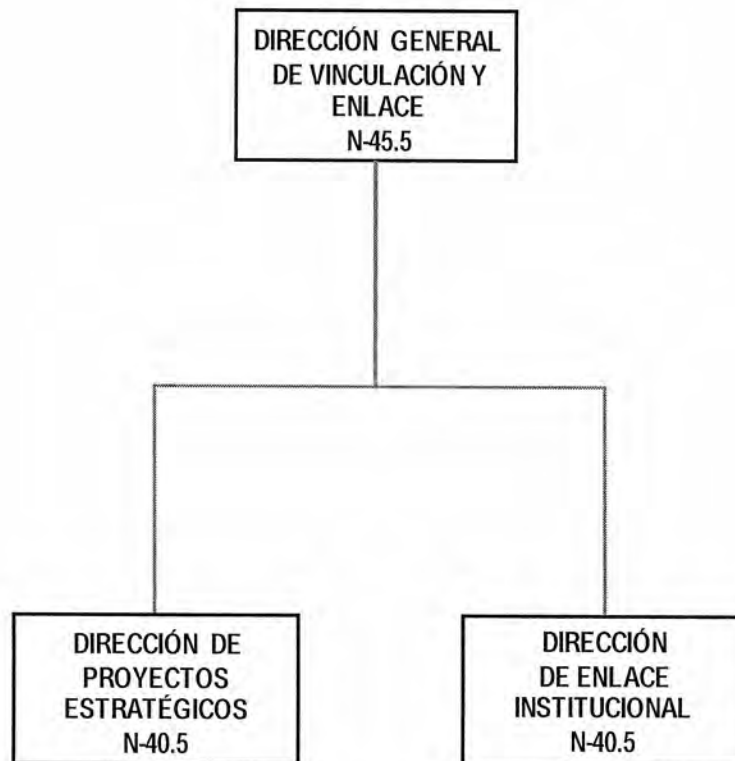 DIRECCIÓN GENERAL
DE VINCULACIÓN Y
ENLACE
N-45.5
DIRECCIÓN DE
PROYECTOS
ESTRATÉGICOS
N-40.5
DIRECCIÓN
DE ENLACE
INSTITUCIONAL
N-40.5